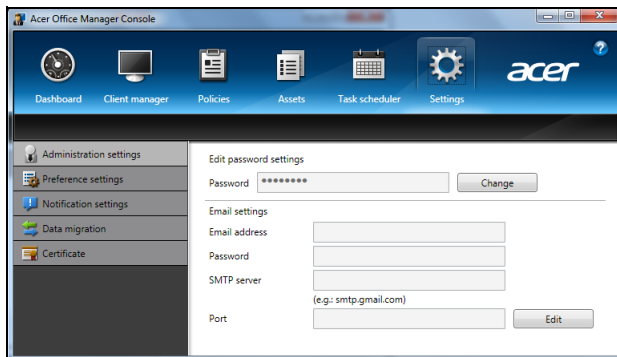 Acer Office Manager Console
?
acer
Dashboard Client manager Policies Assets Task scheduler Settings
Administration settings
Preference settings
Notification settings
Data migration
Certificate
Edit password settings
Password ******** Change
Email settings
Email address
Password
SMTP server
(e.g.: smtp.gmail.com)
Port Edit